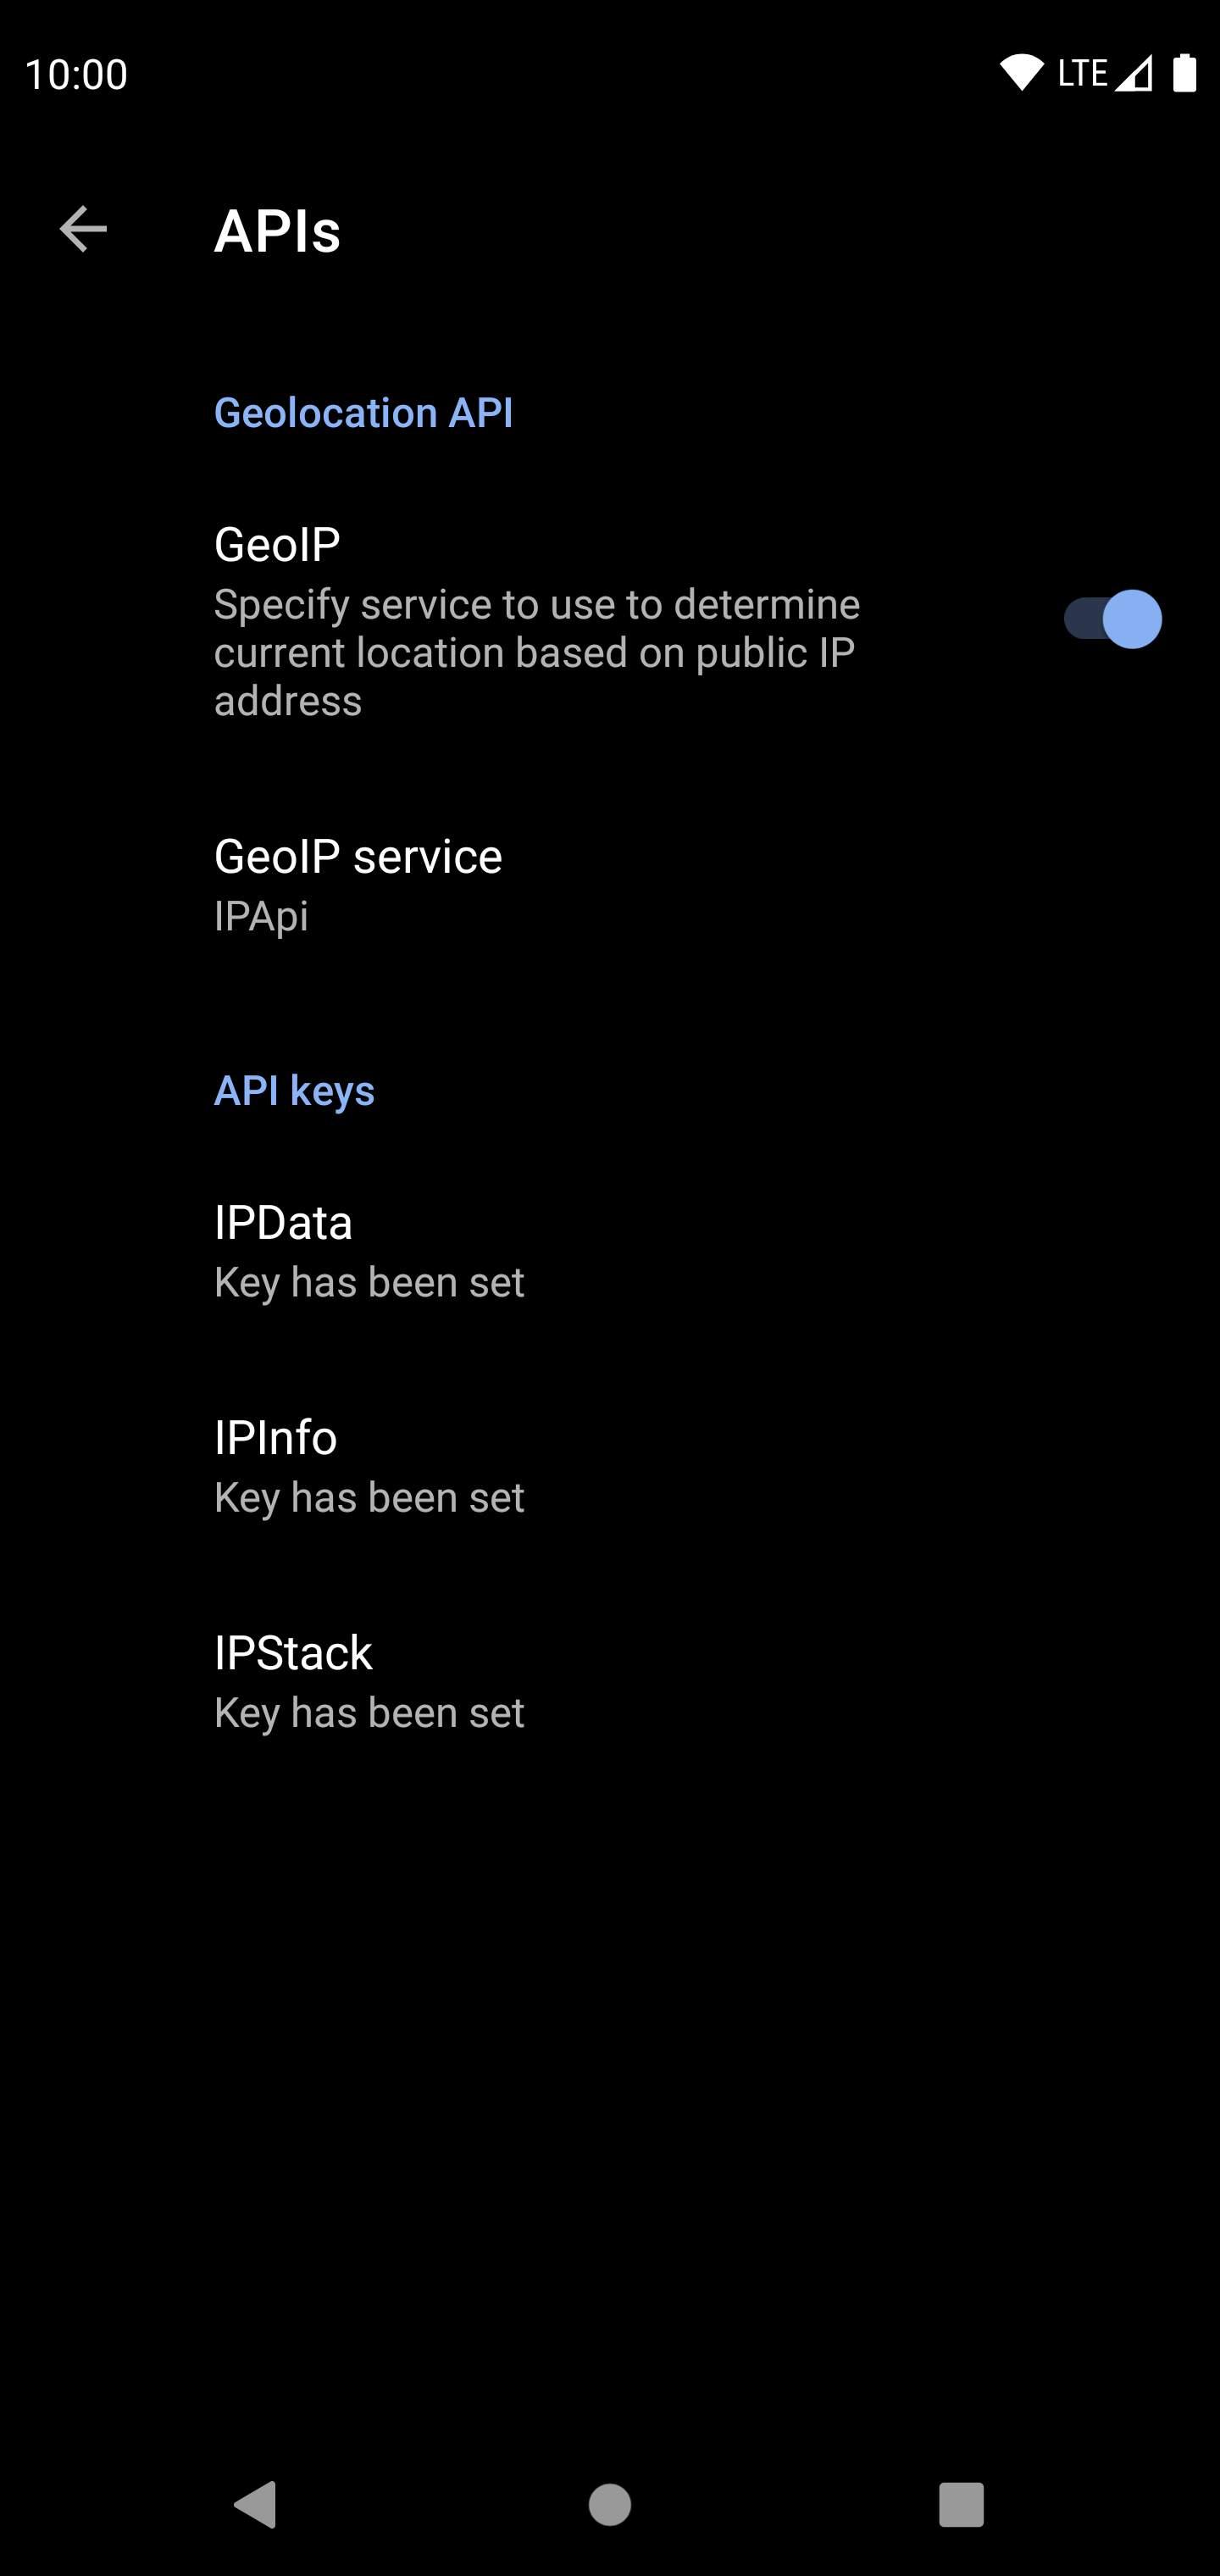 10:00
LTE
APIs
Geolocation API
GeoIP
Specify service to use to determine
current location based on public IP
address
GeoIP service
IPApi
API keys
IPData
Key has been set
IPInfo
Key has been set
IPStack
Key has been set